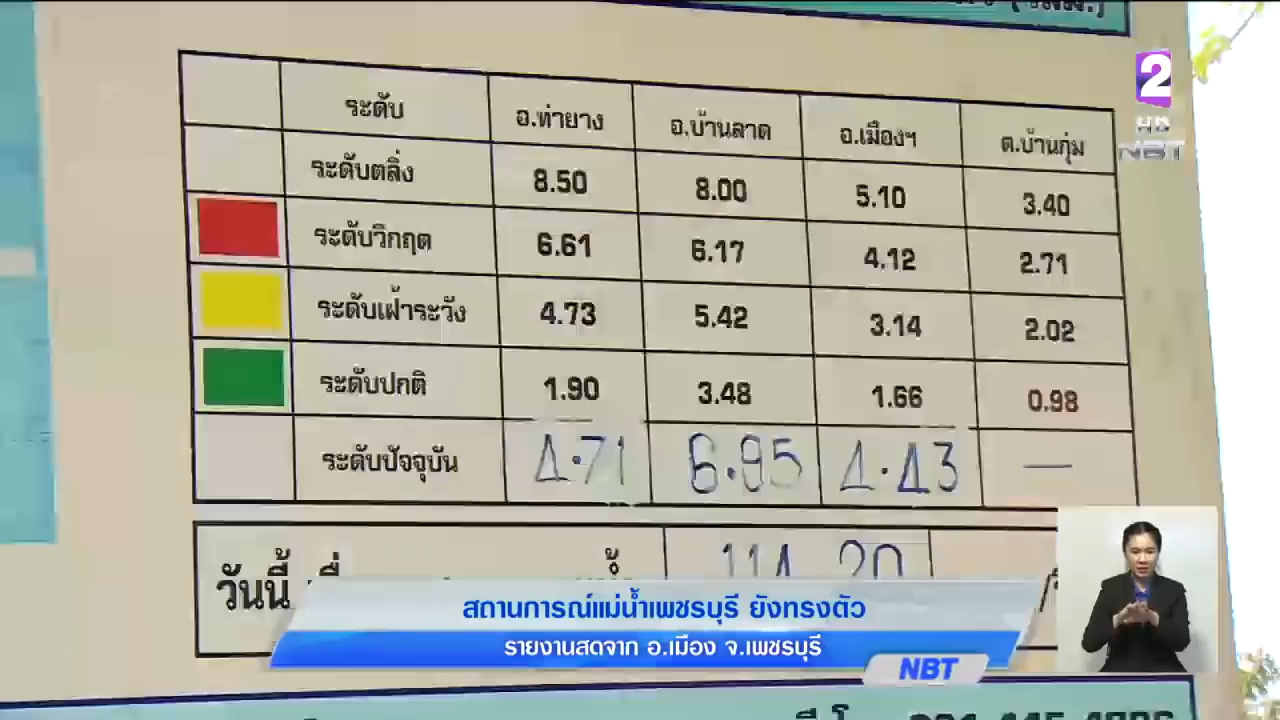 2
HD
NBT
ระดับ อ.ท่ายาง อ.บ้านลาด อ.เมืองฯ ต.บ้านกุ่ม
ระดับตลิ่ง 8.50 8.00 5.10 3.40
ระดับวิกฤต 6.61 6.17 4.12 2.71
ระดับเฝ้าระวัง 4.73 5.42 3.14 2.02
ระดับปกติ 1.90 3.48 1.66 0.98
ระดับปัจจุบัน 4.71 6.95 4.43 —
วันนี้
สถานการณ์แม่น้ำเพชรบุรี ยังทรงตัว
รายงานสดจาก อ.เมือง จ.เพชรบุรี
NBT